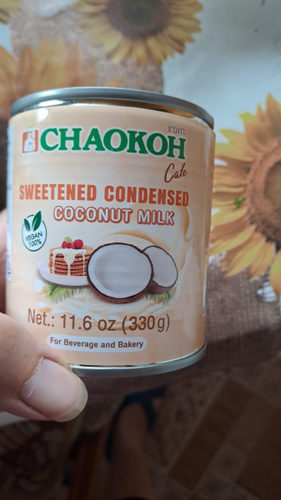 CHAOKOH
Cafe
SWEETENED CONDENSED
COCONUT MILK
VEGAN
100%
Net.: 11.6 oz (330g)
For Beverage and Bakery